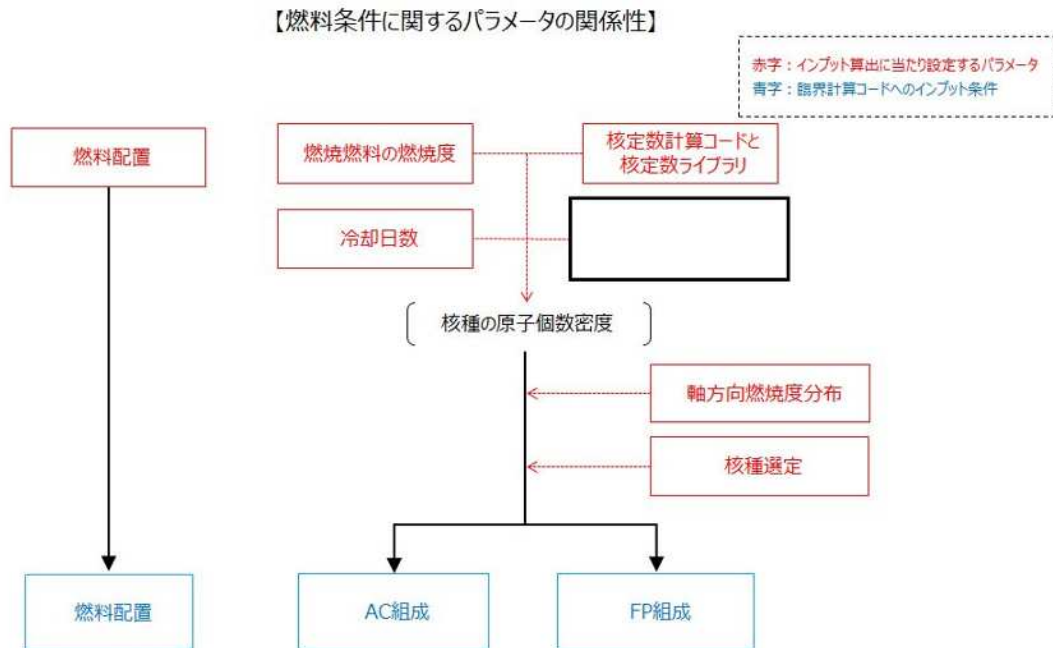 【燃料条件に関するパラメータの関係性】
赤字：インプット算出に当たり設定するパラメータ
青字：臨界計算コードへのインプット条件
燃料配置
燃焼燃料の燃焼度
核定数計算コードと
核定数ライブラリ
冷却日数
核種の原子個数密度
軸方向燃焼度分布
核種選定
燃料配置
AC組成
FP組成